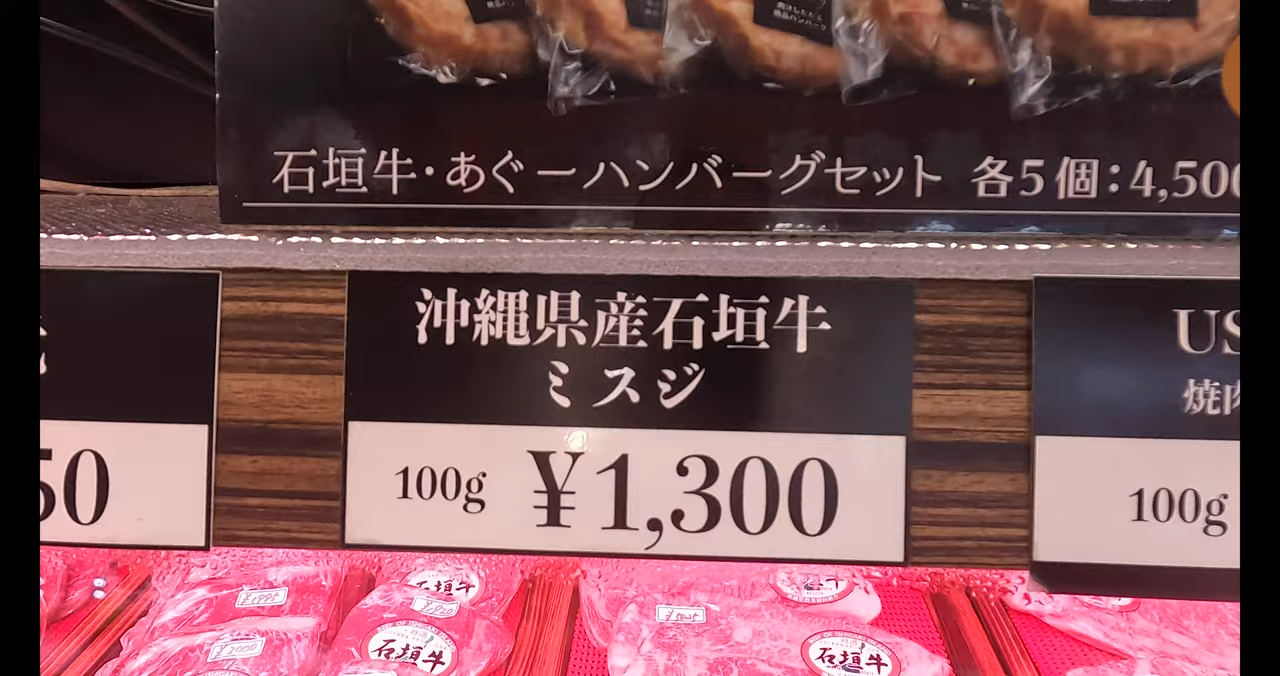 石垣牛・あぐーハンバーグセット 各5個:4,500
沖縄県産石垣牛
ミスジ
100g ¥1,300
50
US
焼肉
100g
石垣牛
石垣牛
石垣牛